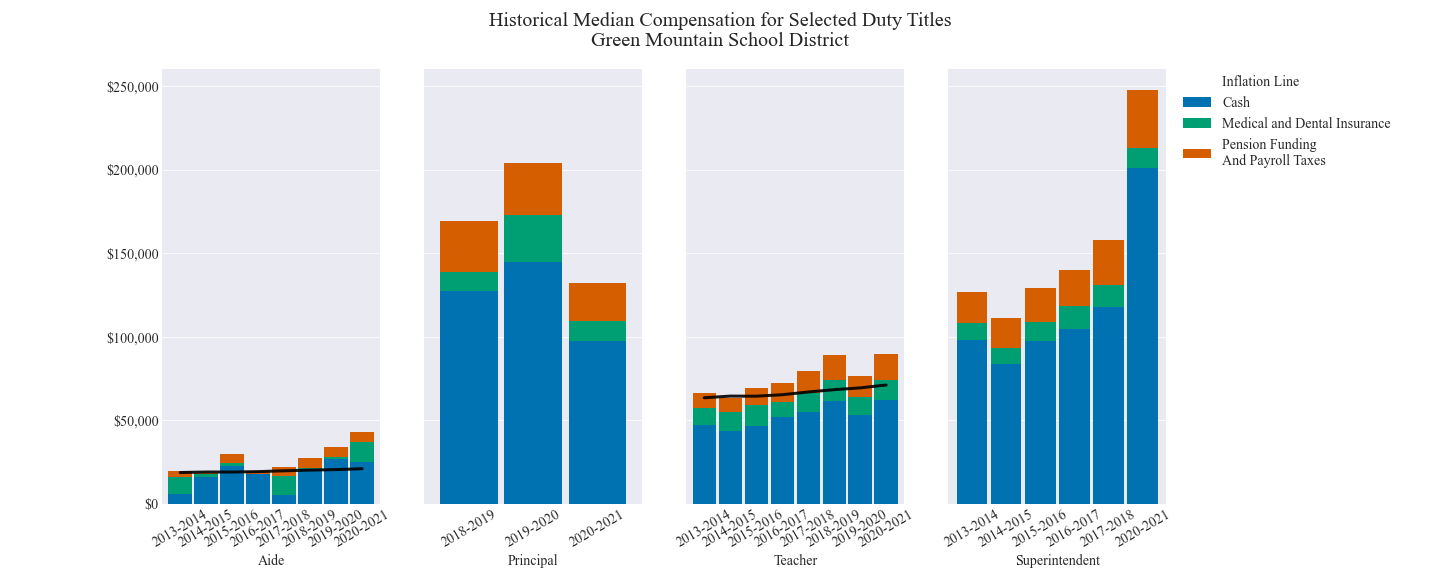 Historical Median Compensation for Selected Duty Titles
Green Mountain School District
$250,000
$200,000
$150,000
$100,000
$50,000
$0
2013-2014
2014-2015
2015-2016
2016-2017
2017-2018
2018-2019
2019-2020
2020-2021
Aide
2018-2019
2019-2020
2020-2021
Principal
2013-2014
2014-2015
2015-2016
2016-2017
2017-2018
2018-2019
2019-2020
2020-2021
Teacher
2013-2014
2014-2015
2015-2016
2016-2017
2017-2018
2020-2021
Superintendent
Inflation Line
Cash
Medical and Dental Insurance
Pension Funding
And Payroll Taxes